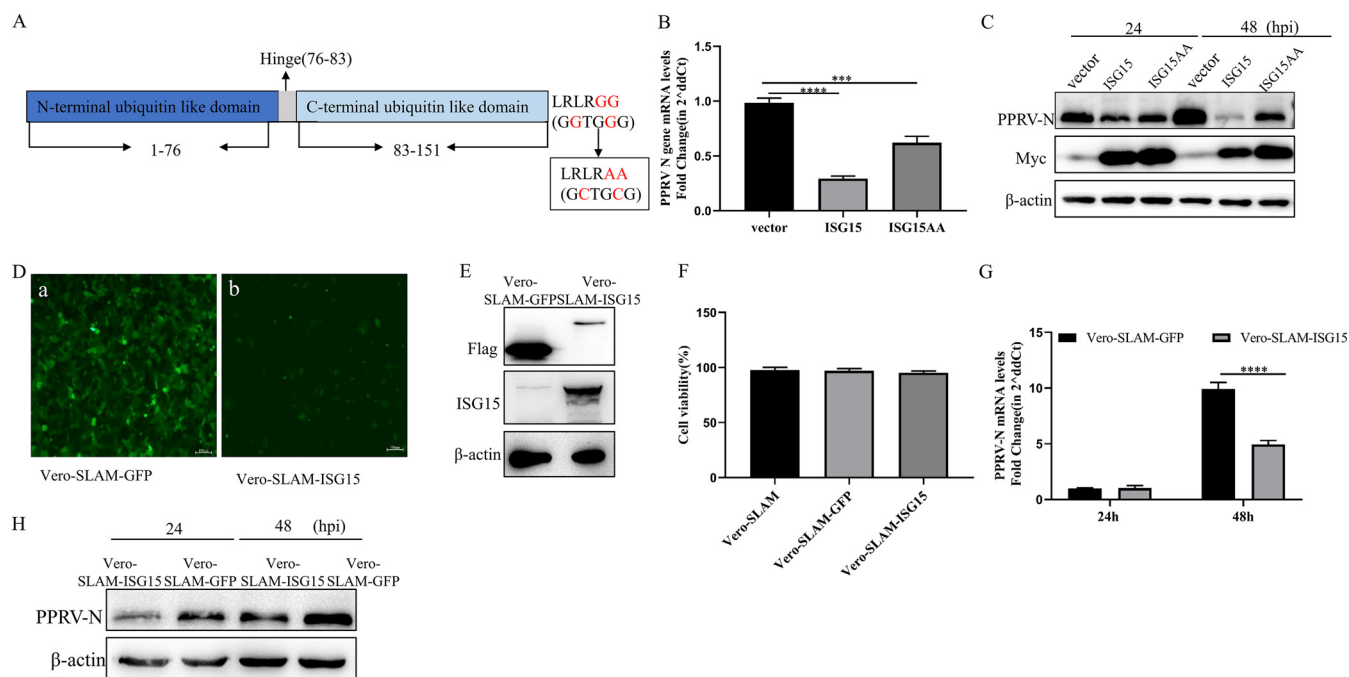 A
Hinge(76-83)
N-terminal ubiquitin like domain
C-terminal ubiquitin like domain
LRLRGG
(GGTGGG)
1-76
83-151
LRLRAA
(GCTGCG)
B
PPRV N gene mRNA levels
Fold Change(in 2^ddCt)
1.5
1.0
0.5
0.0
***
****
vector
ISG15
ISG15AA
C
24
48 (hpi)
vector
ISG15
ISG15AA
vector
ISG15
ISG15AA
PPRV-N
Myc
β-actin
D
a
b
Vero-SLAM-GFP
Vero-SLAM-ISG15
E
Vero- Vero-
SLAM-GFPSLAM-ISG15
Flag
ISG15
β-actin
F
Cell viability(%)
150
100
50
0
Vero-SLAM
Vero-SLAM-GFP
Vero-SLAM-ISG15
G
Vero-SLAM-GFP
Vero-SLAM-ISG15
PPRV-N mRNA levels
Fold Change(in 2^ddCt)
15
10
5
0
****
24h
48h
H
24
48 (hpi)
Vero- Vero- Vero- Vero-
SLAM-ISG15 SLAM-GFP SLAM-ISG15 SLAM-GFP
PPRV-N
β-actin